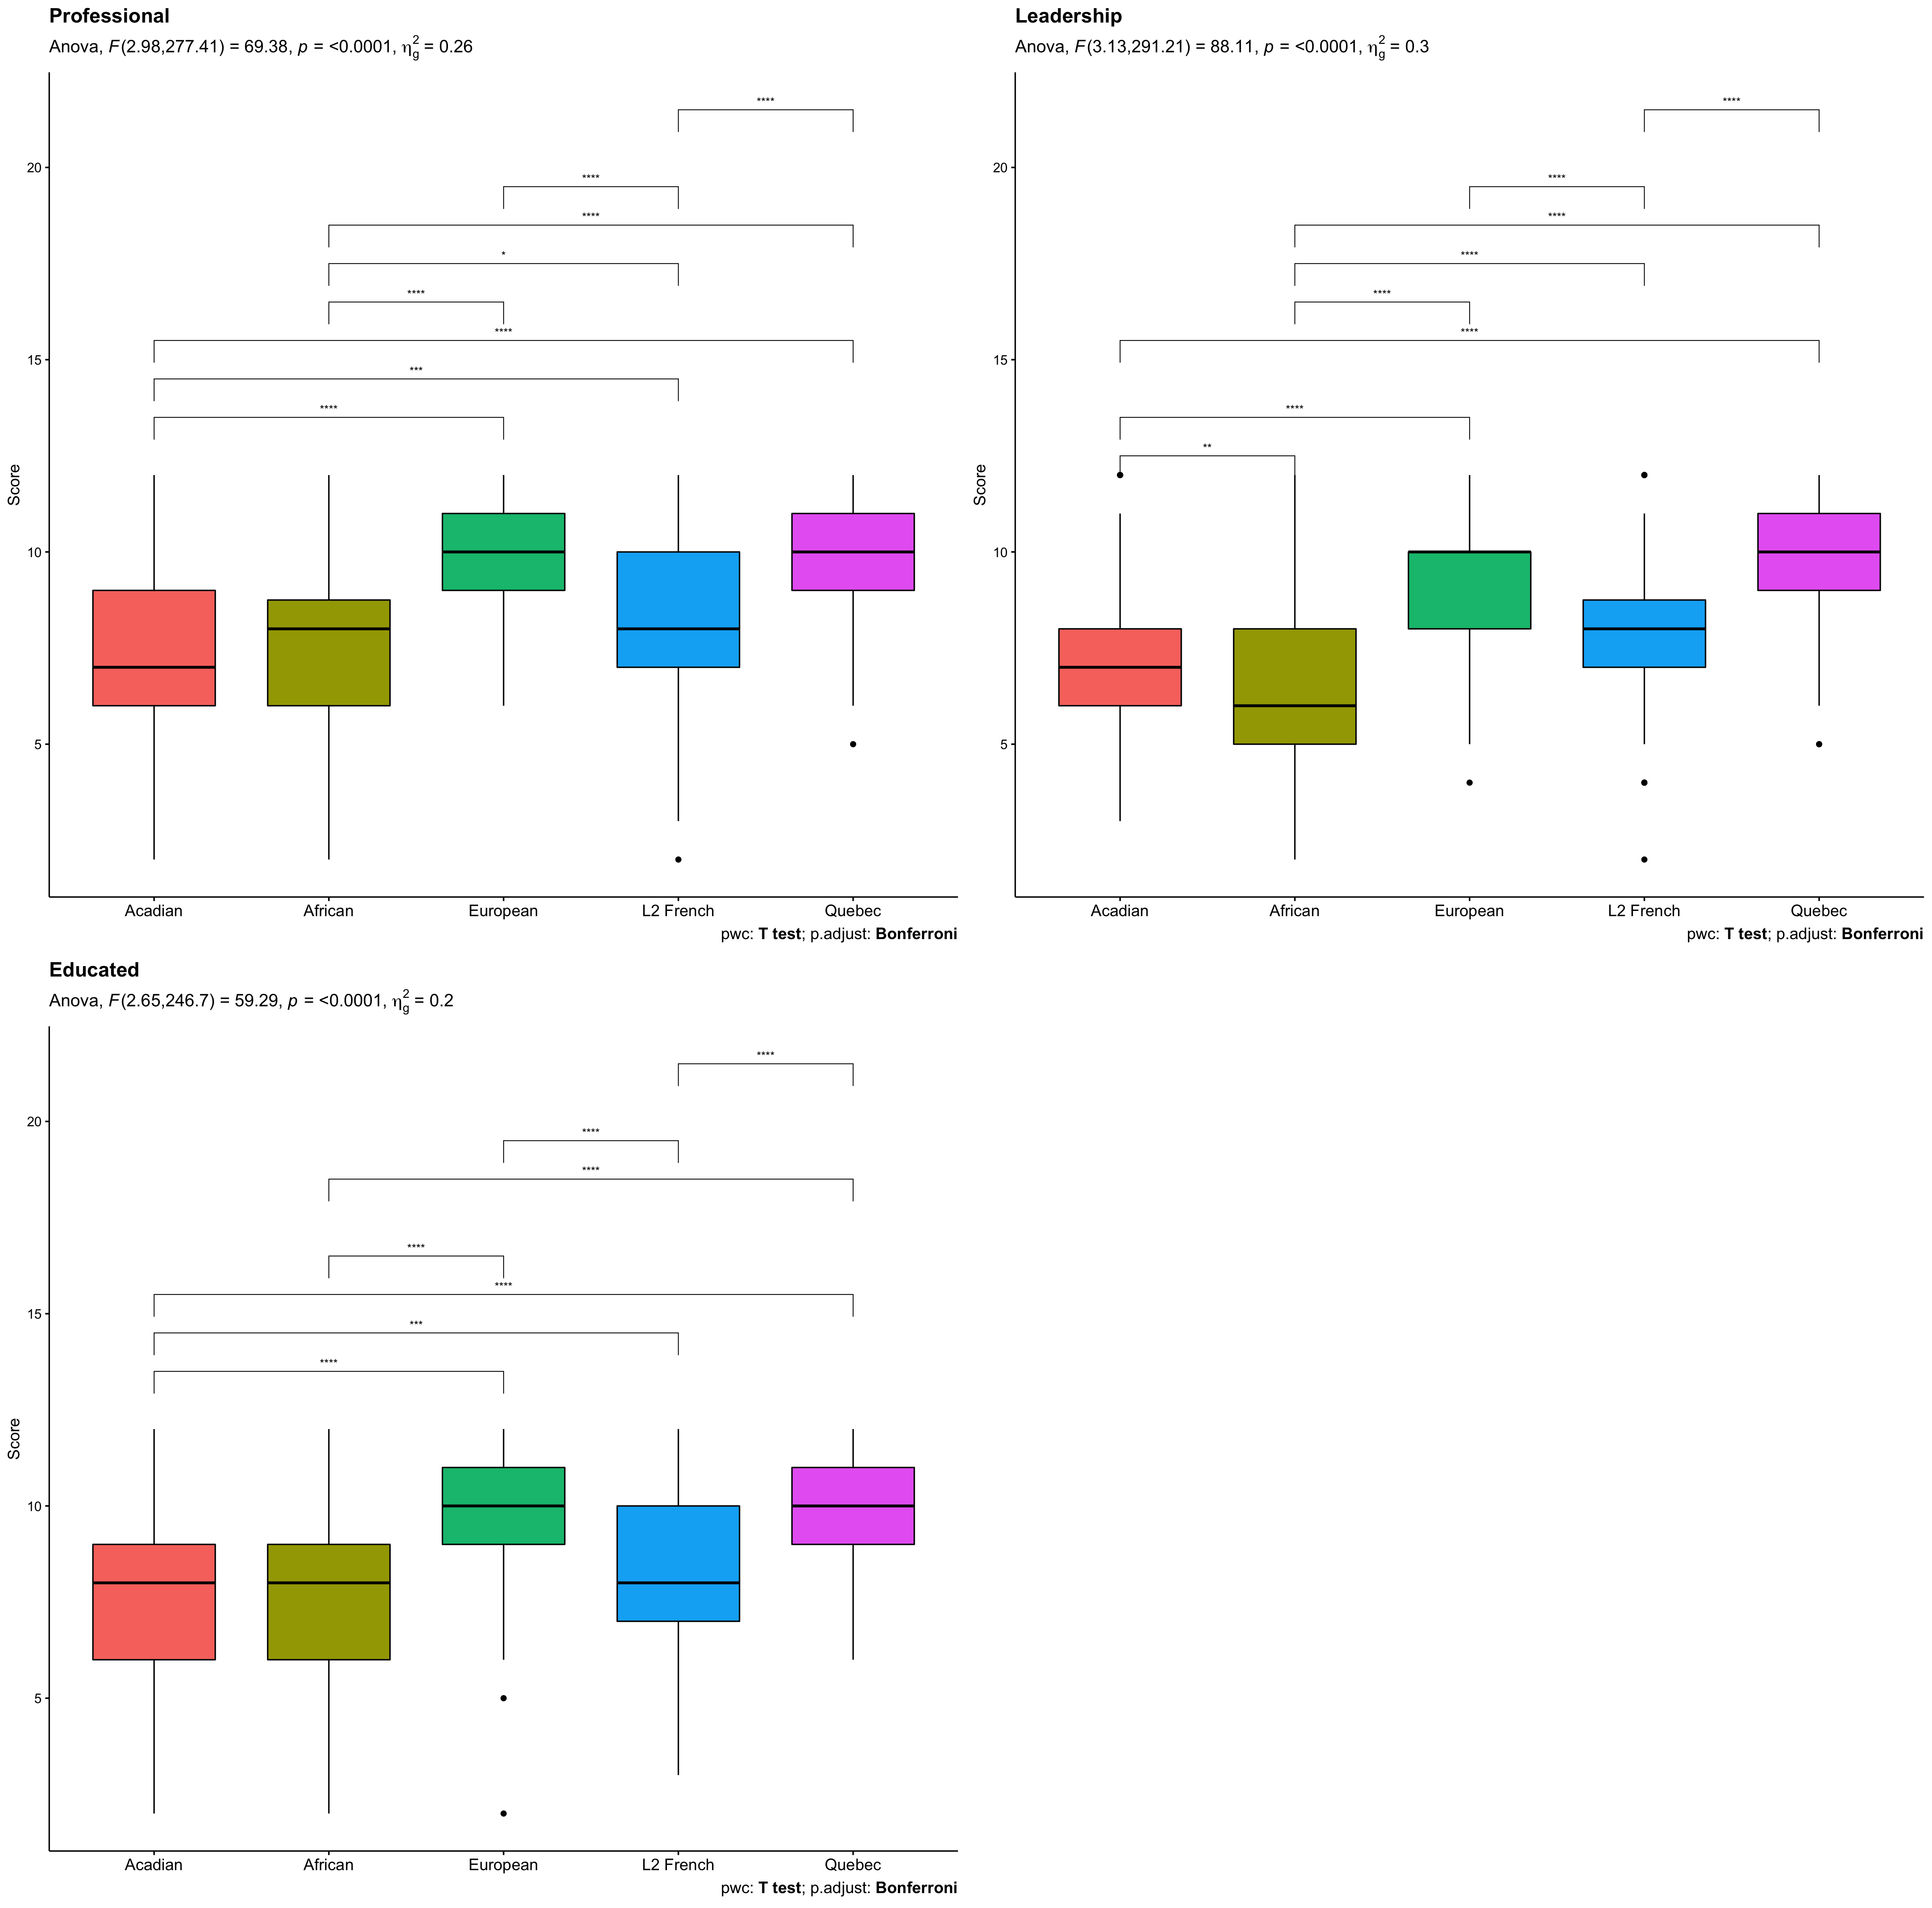 Professional
Anova, F(2.98,277.41) = 69.38, p = <0.0001, η²g = 0.26
****
****
****
*
****
****
***
****
20
15
10
5
Score
Acadian African European L2 French Quebec
pwc: T test; p.adjust: Bonferroni
Leadership
Anova, F(3.13,291.21) = 88.11, p = <0.0001, η²g = 0.3
****
****
****
****
****
****
****
**
20
15
10
5
Score
Acadian African European L2 French Quebec
pwc: T test; p.adjust: Bonferroni
Educated
Anova, F(2.65,246.7) = 59.29, p = <0.0001, η²g = 0.2
****
****
****
****
****
***
****
20
15
10
5
Score
Acadian African European L2 French Quebec
pwc: T test; p.adjust: Bonferroni